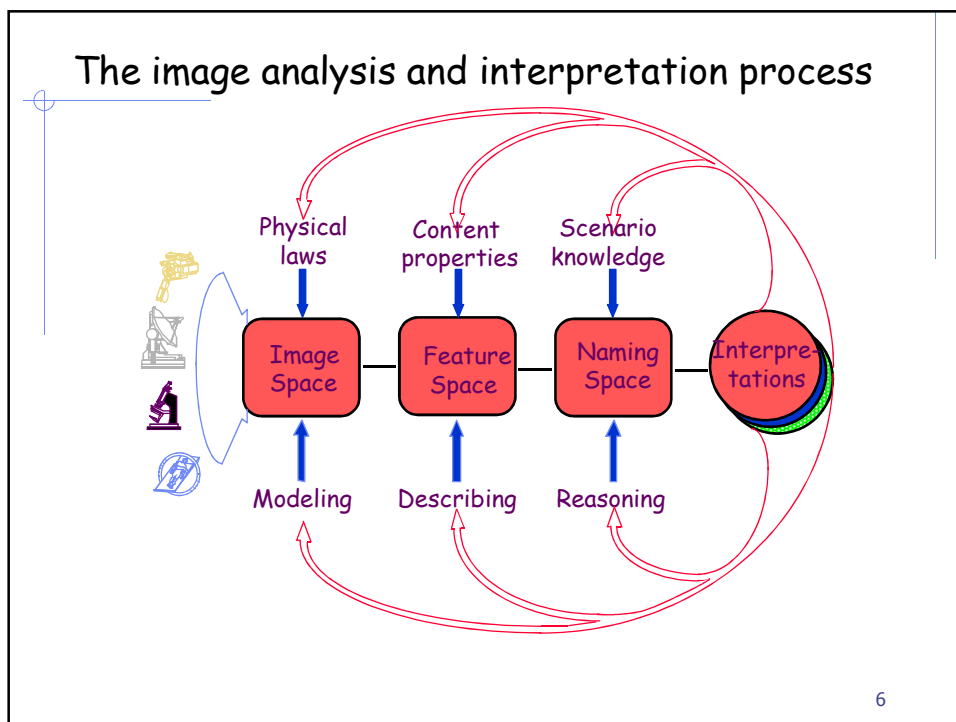 The image analysis and interpretation process
Physical
laws
Content
properties
Scenario
knowledge
Image
Space
Feature
Space
Naming
Space
Interpre-
tations
Modeling
Describing
Reasoning
6